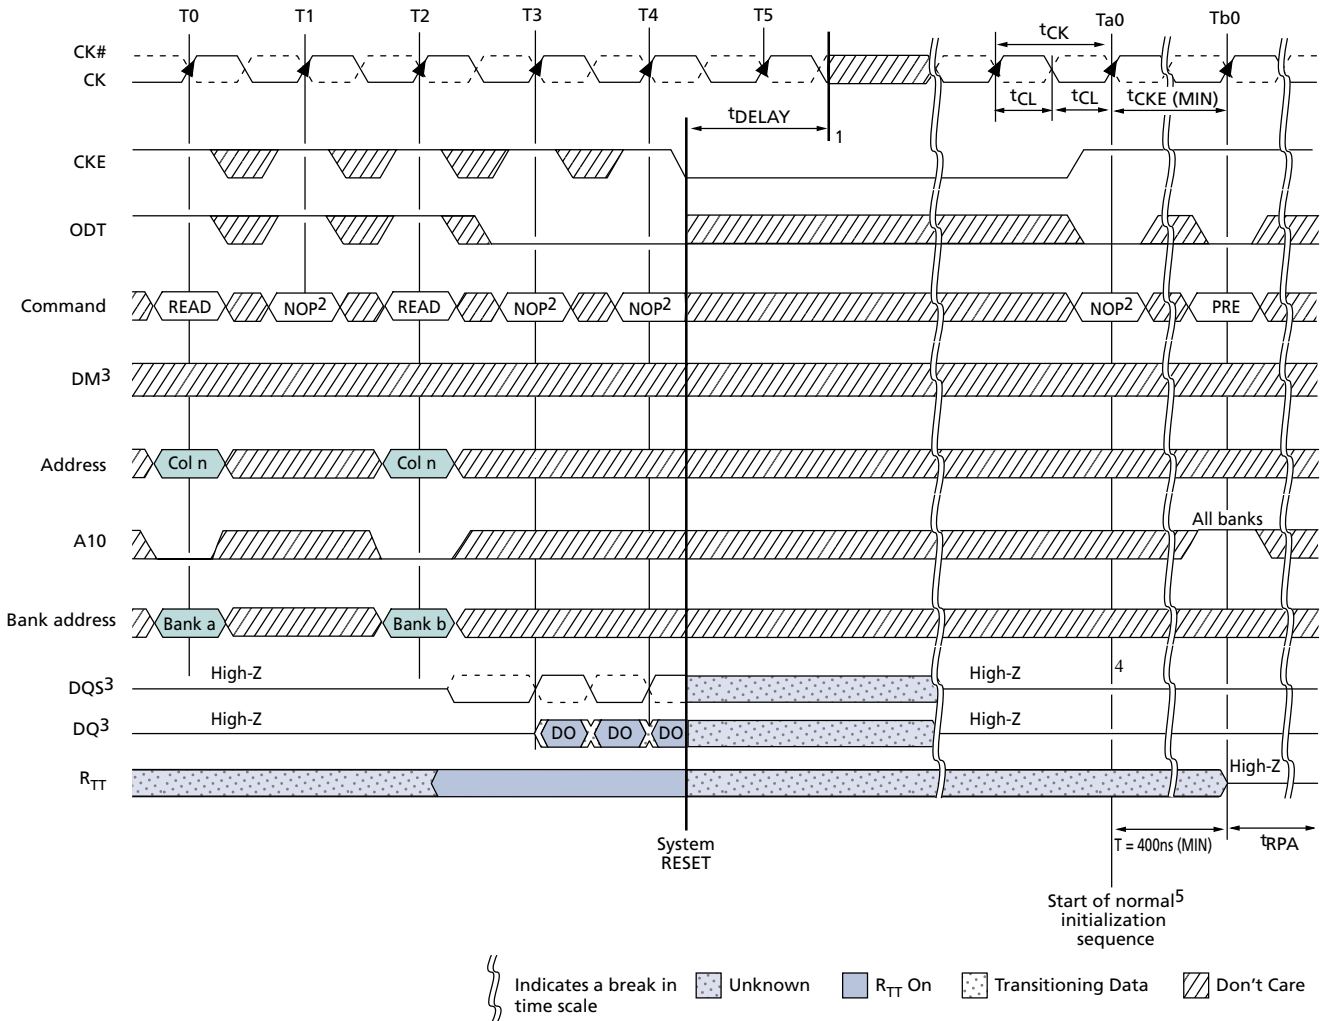 T0 T1 T2 T3 T4 T5 Ta0 Tb0
CK#
CK
tCK
tCL tCL tCKE (MIN)
tDELAY
1
CKE
ODT
Command READ NOP2 READ NOP2 NOP2 NOP2 PRE
DM3
Address Col n Col n
A10 All banks
Bank address Bank a Bank b
DQS3 High-Z High-Z 4
DQ3 High-Z DO DO DO High-Z
RTT High-Z
System
RESET
T = 400ns (MIN) tRPA
Start of normal5
initialization
sequence
Indicates a break in
time scale
Unknown
RTT On
Transitioning Data
Don't Care